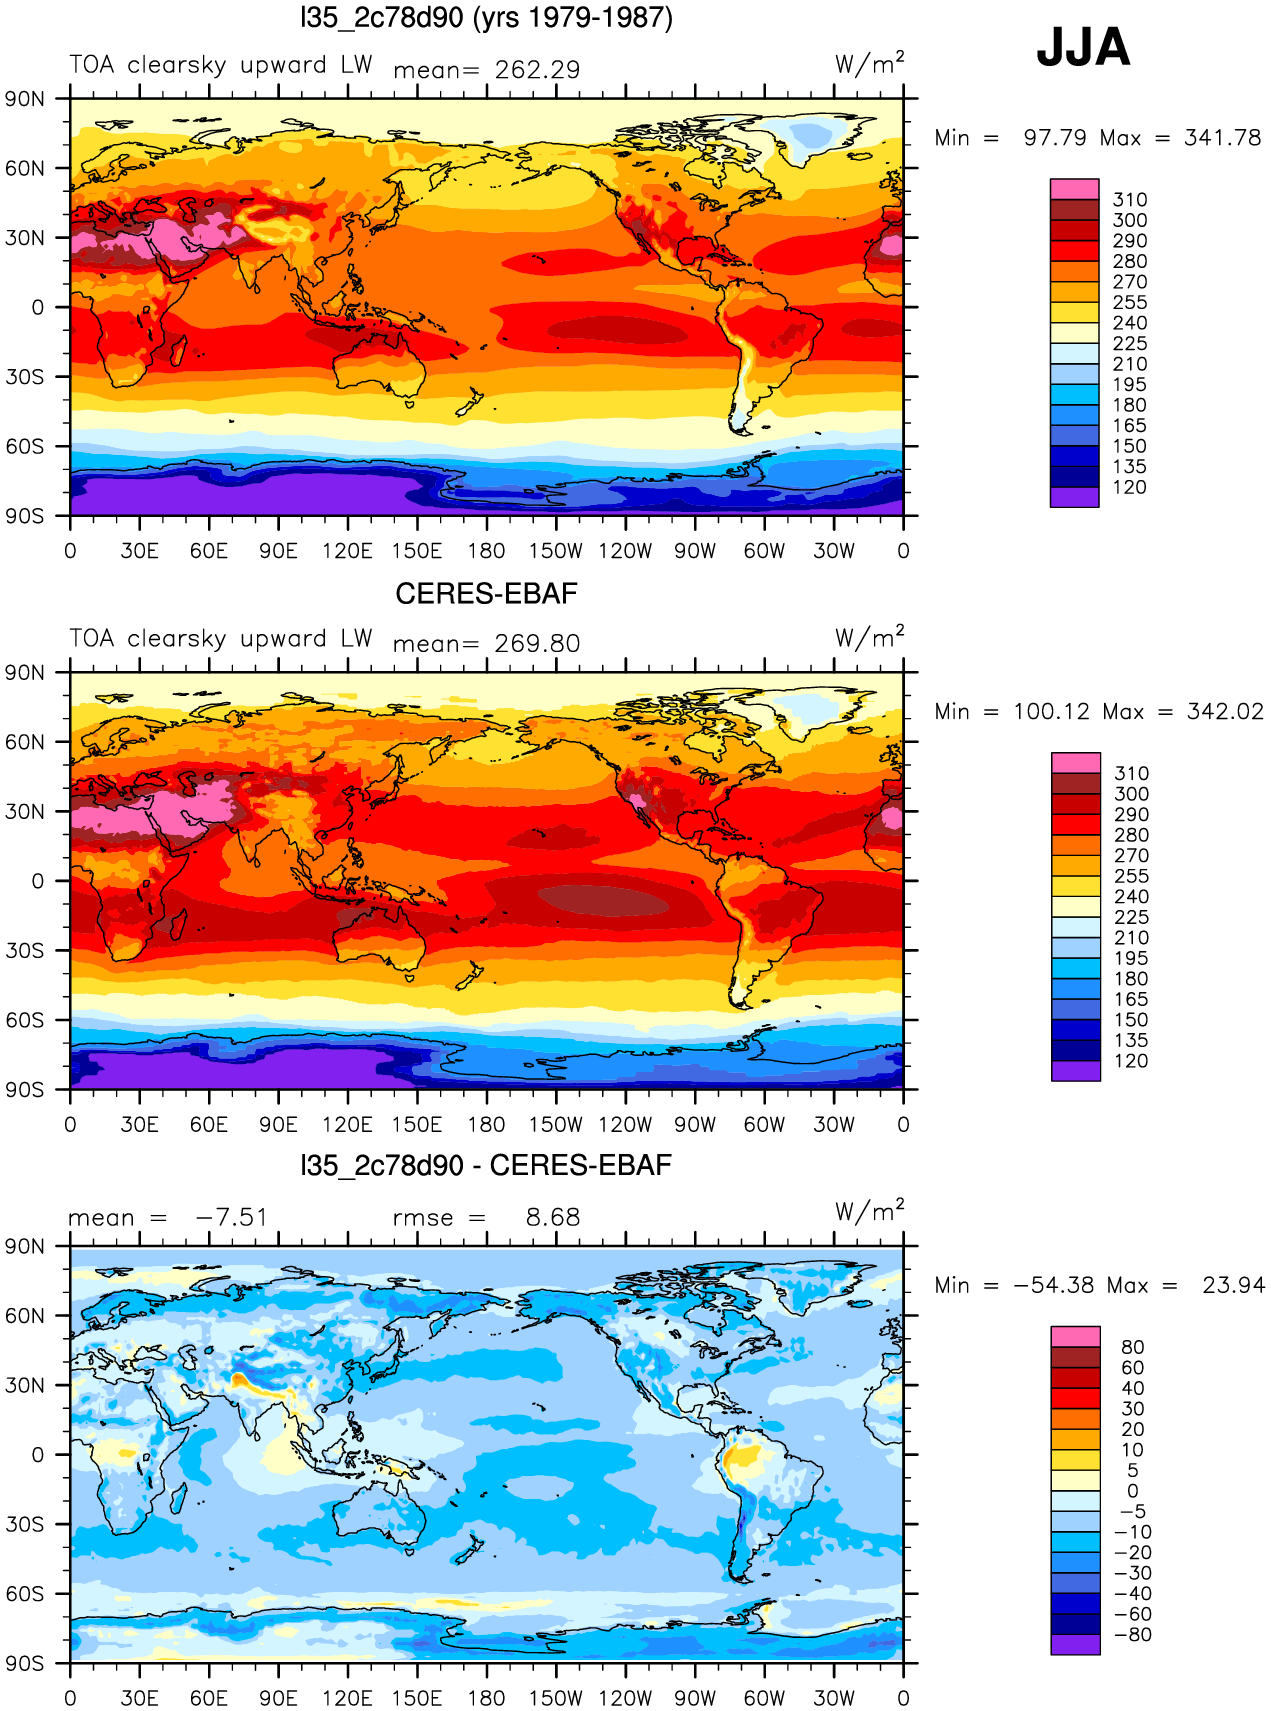 l35_2c78d90 (yrs 1979-1987)
JJA
TOA clearsky upward LW mean= 262.29 W/m²
Min = 97.79 Max = 341.78
90N
60N
30N
0
30S
60S
90S
0 30E 60E 90E 120E 150E 180 150W 120W 90W 60W 30W 0
310
300
290
280
270
255
240
225
210
195
180
165
150
135
120
CERES-EBAF
TOA clearsky upward LW mean= 269.80 W/m²
Min = 100.12 Max = 342.02
90N
60N
30N
0
30S
60S
90S
0 30E 60E 90E 120E 150E 180 150W 120W 90W 60W 30W 0
310
300
290
280
270
255
240
225
210
195
180
165
150
135
120
l35_2c78d90 - CERES-EBAF
mean = −7.51 rmse = 8.68 W/m²
Min = −54.38 Max = 23.94
90N
60N
30N
0
30S
60S
90S
0 30E 60E 90E 120E 150E 180 150W 120W 90W 60W 30W 0
80
60
40
30
20
10
5
0
−5
−10
−20
−30
−40
−60
−80